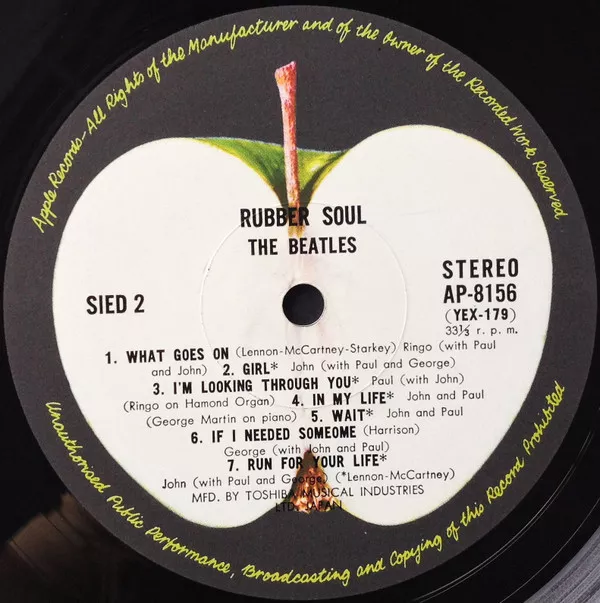 Apple Records-All Rights of the Manufacturer and of the Owner of the Recorded Work Reserved
RUBBER SOUL
THE BEATLES
SIED 2
STEREO
AP-8156
(YEX-179)
33⅓ r. p. m.
1. WHAT GOES ON (Lennon-McCartney-Starkey) Ringo (with Paul
and John) 2. GIRL* John (with Paul and George)
3. I'M LOOKING THROUGH YOU* Paul (with John)
(Ringo on Hamond Organ) 4. IN MY LIFE* John and Paul
(George Martin on piano) 5. WAIT* John and Paul
6. IF I NEEDED SOMEONE (Harrison)
George (with John and Paul)
7. RUN FOR YOUR LIFE*
John (with Paul and George) (*Lennon-McCartney)
MFD. BY TOSHIBA MUSICAL INDUSTRIES
LTD. JAPAN
Unauthorised Public Performance, Broadcasting and Copying of this Record Prohibited